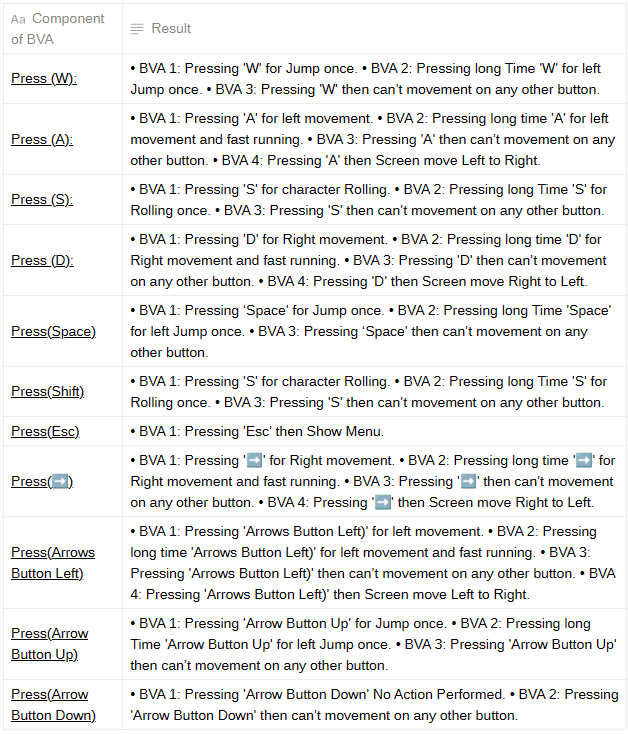 Aa Component of BVA
Result
Press (W):
• BVA 1: Pressing 'W' for Jump once. • BVA 2: Pressing long Time 'W' for left
Jump once. • BVA 3: Pressing 'W' then can’t movement on any other button.
Press (A):
• BVA 1: Pressing 'A' for left movement. • BVA 2: Pressing long time 'A' for left
movement and fast running. • BVA 3: Pressing 'A' then can’t movement on any
other button. • BVA 4: Pressing 'A' then Screen move Left to Right.
Press (S):
• BVA 1: Pressing 'S' for character Rolling. • BVA 2: Pressing long Time 'S' for
Rolling once. • BVA 3: Pressing 'S' then can’t movement on any other button.
Press (D):
• BVA 1: Pressing 'D' for Right movement. • BVA 2: Pressing long time 'D' for
Right movement and fast running. • BVA 3: Pressing 'D' then can’t movement
on any other button. • BVA 4: Pressing 'D' then Screen move Right to Left.
Press(Space)
• BVA 1: Pressing ‘Space' for Jump once. • BVA 2: Pressing long Time 'Space'
for left Jump once. • BVA 3: Pressing ‘Space’ then can’t movement on any
other button.
Press(Shift)
• BVA 1: Pressing 'S' for character Rolling. • BVA 2: Pressing long Time 'S' for
Rolling once. • BVA 3: Pressing 'S' then can’t movement on any other button.
Press(Esc)
• BVA 1: Pressing 'Esc’ then Show Menu.
Press(➡️)
• BVA 1: Pressing '➡️' for Right movement. • BVA 2: Pressing long time '➡️' for
Right movement and fast running. • BVA 3: Pressing '➡️' then can’t movement
on any other button. • BVA 4: Pressing '➡️' then Screen move Right to Left.
Press(Arrows
Button Left)
• BVA 1: Pressing 'Arrows Button Left)' for left movement. • BVA 2: Pressing
long time 'Arrows Button Left)' for left movement and fast running. • BVA 3:
Pressing 'Arrows Button Left)' then can’t movement on any other button. • BVA
4: Pressing 'Arrows Button Left)' then Screen move Left to Right.
Press(Arrow
Button Up)
• BVA 1: Pressing 'Arrow Button Up' for Jump once. • BVA 2: Pressing long
Time 'Arrow Button Up' for left Jump once. • BVA 3: Pressing 'Arrow Button Up'
then can’t movement on any other button.
Press(Arrow
Button Down)
• BVA 1: Pressing 'Arrow Button Down' No Action Performed. • BVA 2: Pressing
'Arrow Button Down' then can’t movement on any other button.